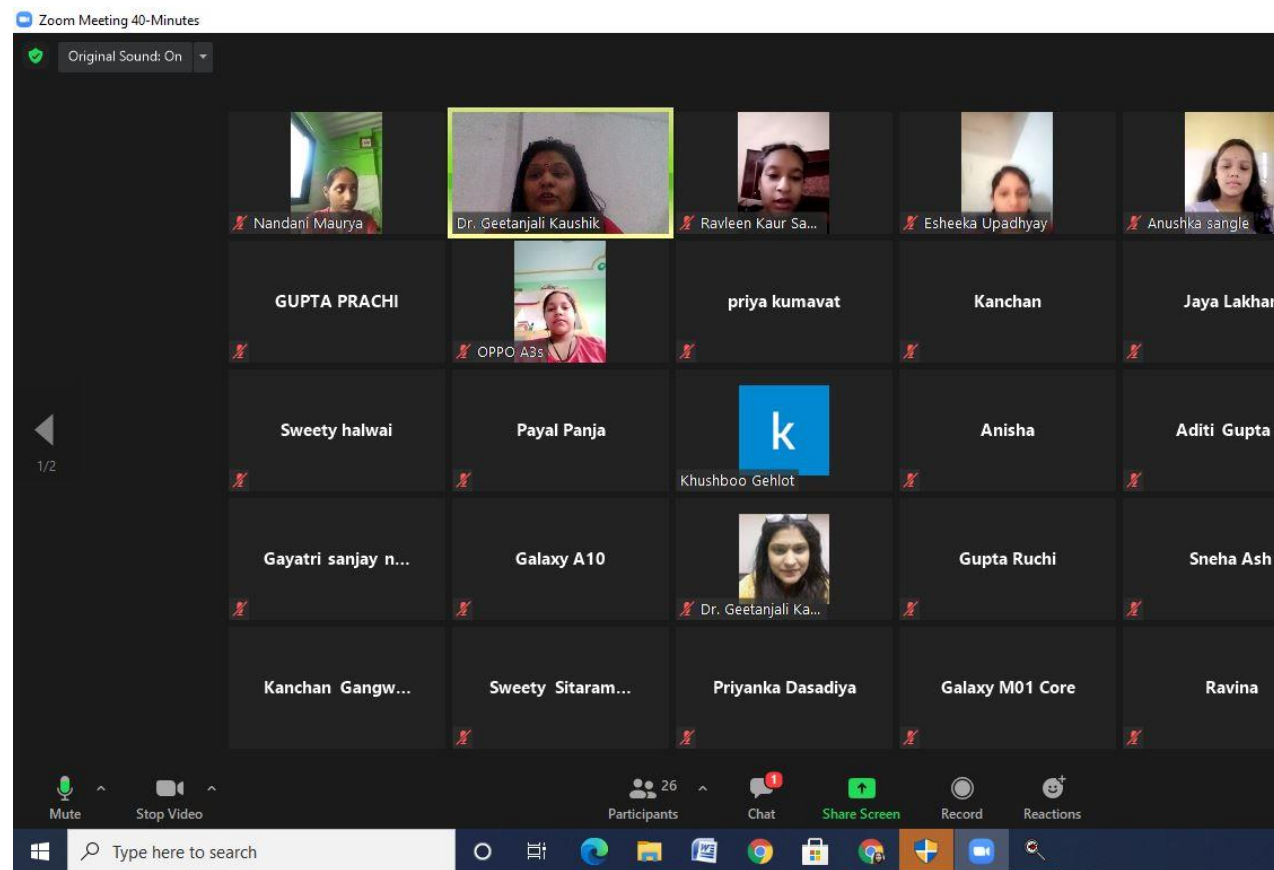 Zoom Meeting 40-Minutes
Original Sound: On
Nandani Maurya
Dr. Geetanjali Kaushik
Ravleen Kaur Sa...
Esheeka Upadhyay
Anushka sangle
GUPTA PRACHI
OPPO A3s
priya kumavat
Kanchan
Jaya Lakhar
Sweety halwai
Payal Panja
k
Khushboo Gehlot
Anisha
Aditi Gupta
1/2
Gayatri sanjay n...
Galaxy A10
Dr. Geetanjali Ka...
Gupta Ruchi
Sneha Ash
Kanchan Gangw...
Sweety Sitaram...
Priyanka Dasadiya
Galaxy M01 Core
Ravina
Mute
Stop Video
26
Participants
1
Chat
Share Screen
Record
Reactions
Type here to search